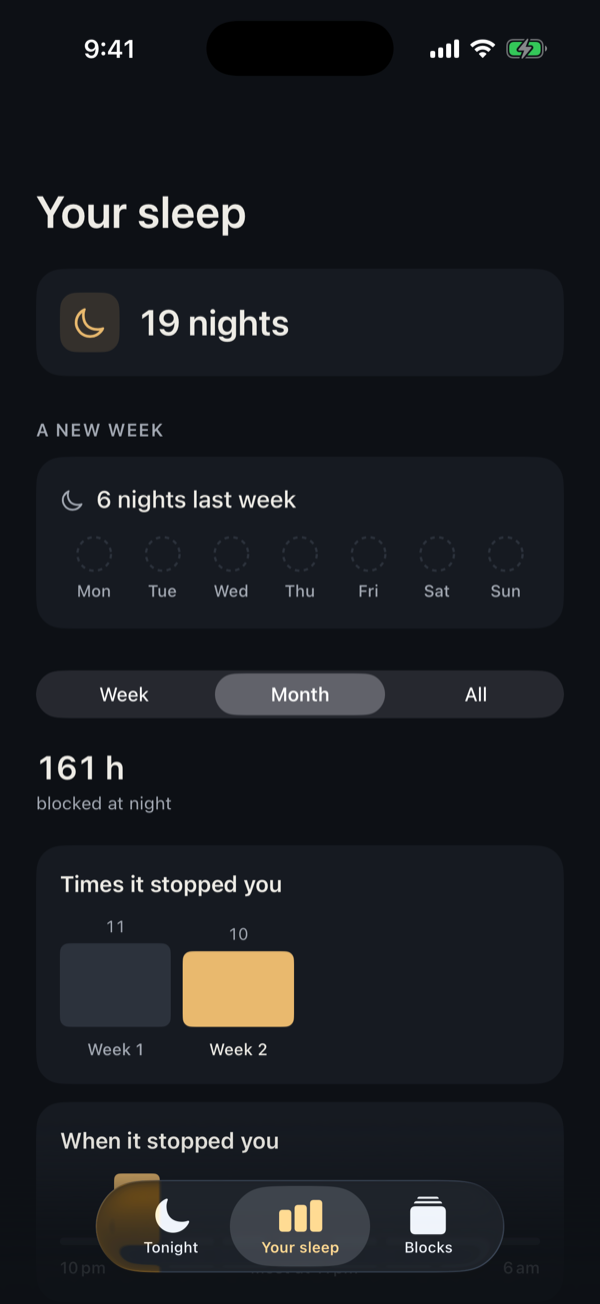 9:41
Your sleep
19 nights
A NEW WEEK
6 nights last week
Mon Tue Wed Thu Fri Sat Sun
Week Month All
161 h
blocked at night
Times it stopped you
11
10
Week 1 Week 2
When it stopped you
Tonight Your sleep Blocks
10 pm 6 am